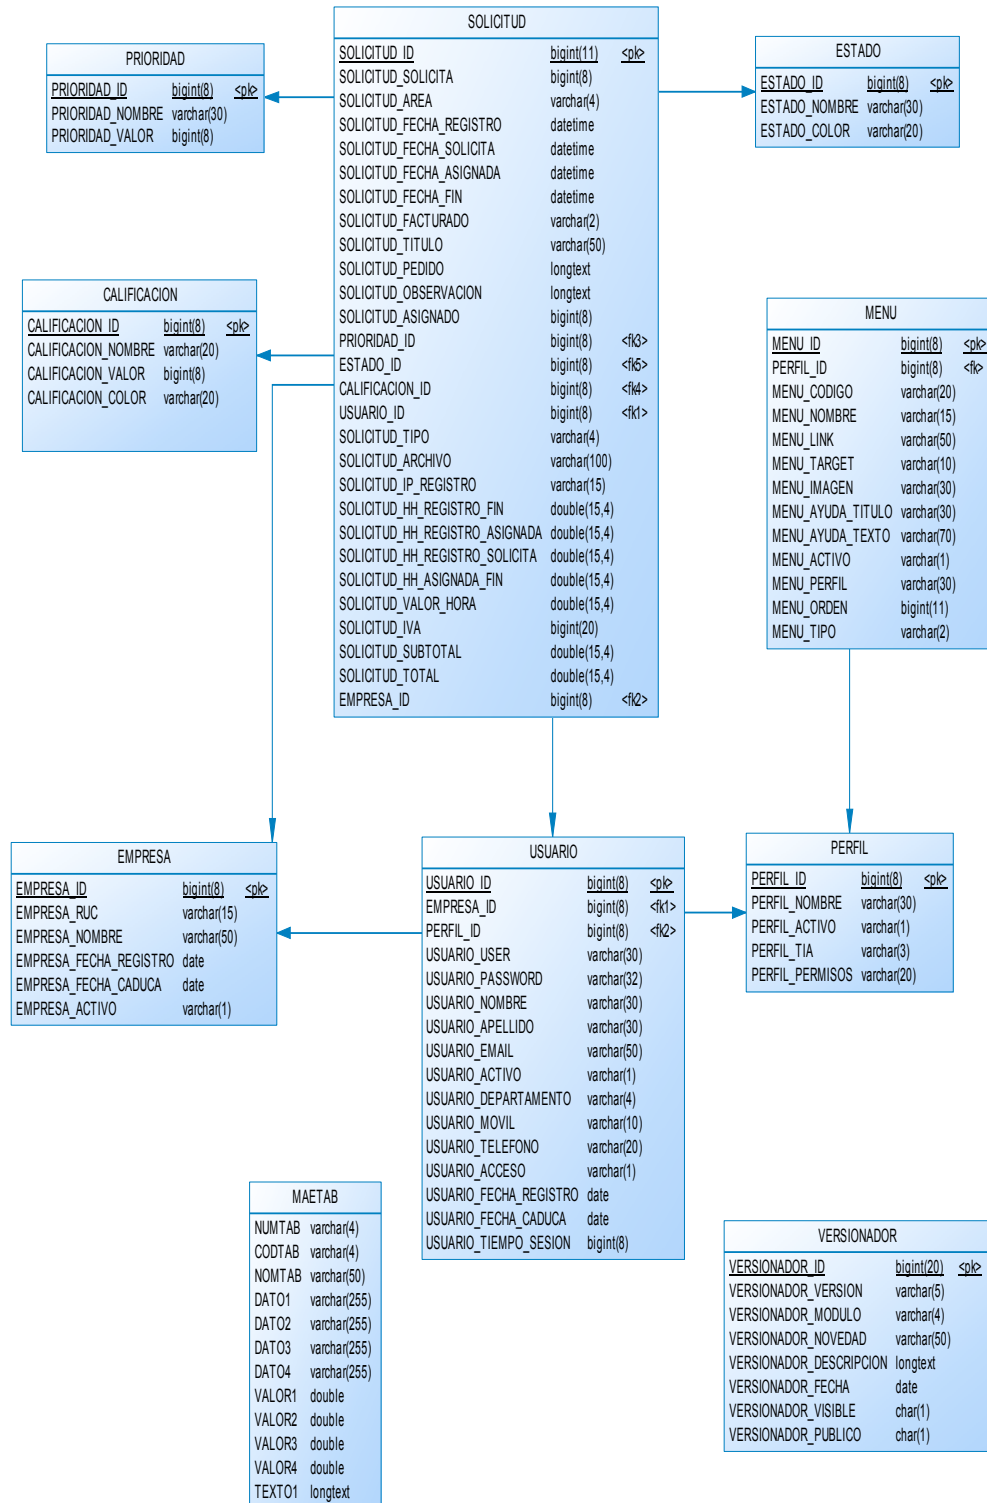 SOLICITUD
SOLICITUD_ID bigint(11) <pk>
SOLICITUD_SOLICITA bigint(8)
SOLICITUD_AREA varchar(4)
SOLICITUD_FECHA_REGISTRO datetime
SOLICITUD_FECHA_SOLICITA datetime
SOLICITUD_FECHA_ASIGNADA datetime
SOLICITUD_FECHA_FIN datetime
SOLICITUD_FACTURADO varchar(2)
SOLICITUD_TITULO varchar(50)
SOLICITUD_PEDIDO longtext
SOLICITUD_OBSERVACION longtext
SOLICITUD_ASIGNADO bigint(8)
PRIORIDAD_ID bigint(8) <fk3>
ESTADO_ID bigint(8) <fk5>
CALIFICACION_ID bigint(8) <fk4>
USUARIO_ID bigint(8) <fk1>
SOLICITUD_TIPO varchar(4)
SOLICITUD_ARCHIVO varchar(100)
SOLICITUD_IP_REGISTRO varchar(15)
SOLICITUD_HH_REGISTRO_FIN double(15,4)
SOLICITUD_HH_REGISTRO_ASIGNADA double(15,4)
SOLICITUD_HH_REGISTRO_SOLICITA double(15,4)
SOLICITUD_HH_ASIGNADA_FIN double(15,4)
SOLICITUD_VALOR_HORA double(15,4)
SOLICITUD_IVA bigint(20)
SOLICITUD_SUBTOTAL double(15,4)
SOLICITUD_TOTAL double(15,4)
EMPRESA_ID bigint(8) <fk2>
PRIORIDAD
PRIORIDAD_ID bigint(8) <pk>
PRIORIDAD_NOMBRE varchar(30)
PRIORIDAD_VALOR bigint(8)
ESTADO
ESTADO_ID bigint(8) <pk>
ESTADO_NOMBRE varchar(30)
ESTADO_COLOR varchar(20)
CALIFICACION
CALIFICACION_ID bigint(8) <pk>
CALIFICACION_NOMBRE varchar(20)
CALIFICACION_VALOR bigint(8)
CALIFICACION_COLOR varchar(20)
MENU
MENU_ID bigint(8) <pk>
PERFIL_ID bigint(8) <fk>
MENU_CODIGO varchar(20)
MENU_NOMBRE varchar(15)
MENU_LINK varchar(50)
MENU_TARGET varchar(10)
MENU_IMAGEN varchar(30)
MENU_AYUDA_TITULO varchar(30)
MENU_AYUDA_TEXTO varchar(70)
MENU_ACTIVO varchar(1)
MENU_PERFIL varchar(30)
MENU_ORDEN bigint(11)
MENU_TIPO varchar(2)
EMPRESA
EMPRESA_ID bigint(8) <pk>
EMPRESA_RUC varchar(15)
EMPRESA_NOMBRE varchar(50)
EMPRESA_FECHA_REGISTRO date
EMPRESA_FECHA_CADUCA date
EMPRESA_ACTIVO varchar(1)
USUARIO
USUARIO_ID bigint(8) <pk>
EMPRESA_ID bigint(8) <fk1>
PERFIL_ID bigint(8) <fk2>
USUARIO_USER varchar(30)
USUARIO_PASSWORD varchar(32)
USUARIO_NOMBRE varchar(30)
USUARIO_APELLIDO varchar(30)
USUARIO_EMAIL varchar(50)
USUARIO_ACTIVO varchar(1)
USUARIO_DEPARTAMENTO varchar(4)
USUARIO_MOVIL varchar(10)
USUARIO_TELEFONO varchar(20)
USUARIO_ACCESO varchar(1)
USUARIO_FECHA_REGISTRO date
USUARIO_FECHA_CADUCA date
USUARIO_TIEMPO_SESION bigint(8)
PERFIL
PERFIL_ID bigint(8) <pk>
PERFIL_NOMBRE varchar(30)
PERFIL_ACTIVO varchar(1)
PERFIL_TIA varchar(3)
PERFIL_PERMISOS varchar(20)
MAETAB
NUMTAB varchar(4)
CODTAB varchar(4)
NOMTAB varchar(50)
DATO1 varchar(255)
DATO2 varchar(255)
DATO3 varchar(255)
DATO4 varchar(255)
VALOR1 double
VALOR2 double
VALOR3 double
VALOR4 double
TEXTO1 longtext
VERSIONADOR
VERSIONADOR_ID bigint(20) <pk>
VERSIONADOR_VERSION varchar(5)
VERSIONADOR_MODULO varchar(4)
VERSIONADOR_NOVEDAD varchar(50)
VERSIONADOR_DESCRIPCION longtext
VERSIONADOR_FECHA date
VERSIONADOR_VISIBLE char(1)
VERSIONADOR_PUBLICO char(1)